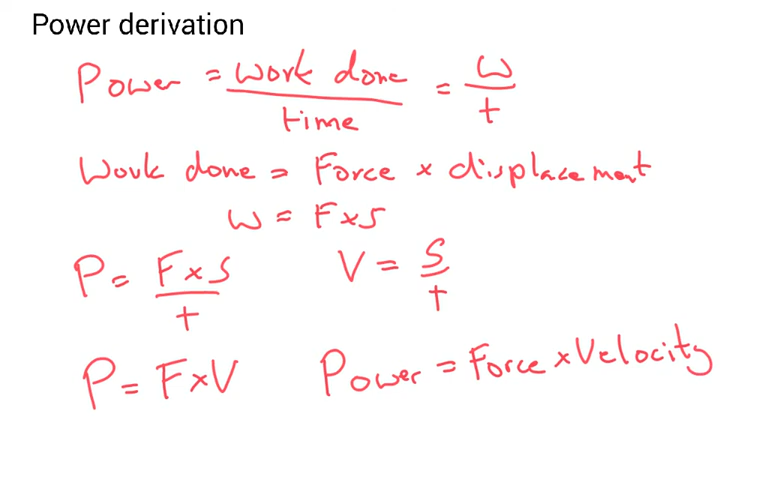 Power derivation
Power = work done / time = W / t
Work done = Force × displacement
W = F×s
P = F×s / t V = s / t
P = F×V Power = Force × Velocity